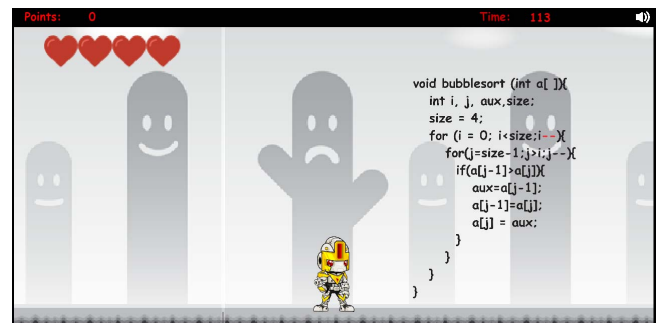 Points: 0 Time: 113
void bubblesort (int a[ ]){
int i, j, aux,size;
size = 4;
for (i = 0; i<size;i--){
for(j=size-1;j>i;j--){
if(a[j-1]>a[j]){
aux=a[j-1];
a[j-1]=a[j];
a[j] = aux;
}
}
}
}